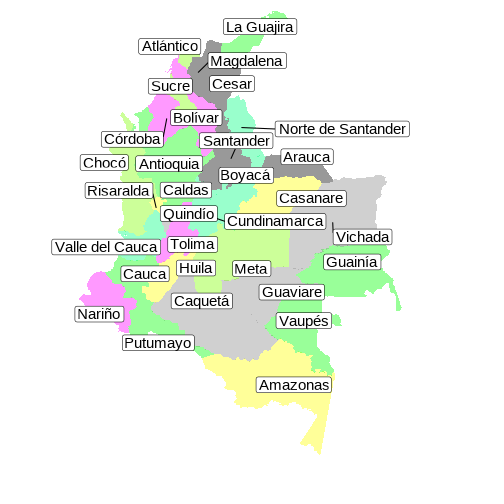 La Guajira
Atlántico
Magdalena
Sucre
Cesar
Bolívar
Norte de Santander
Córdoba
Santander
Chocó
Antioquia
Arauca
Boyacá
Risaralda
Caldas
Casanare
Quindío
Cundinamarca
Vichada
Valle del Cauca
Tolima
Guainía
Cauca
Huila
Meta
Guaviare
Caquetá
Nariño
Vaupés
Putumayo
Amazonas